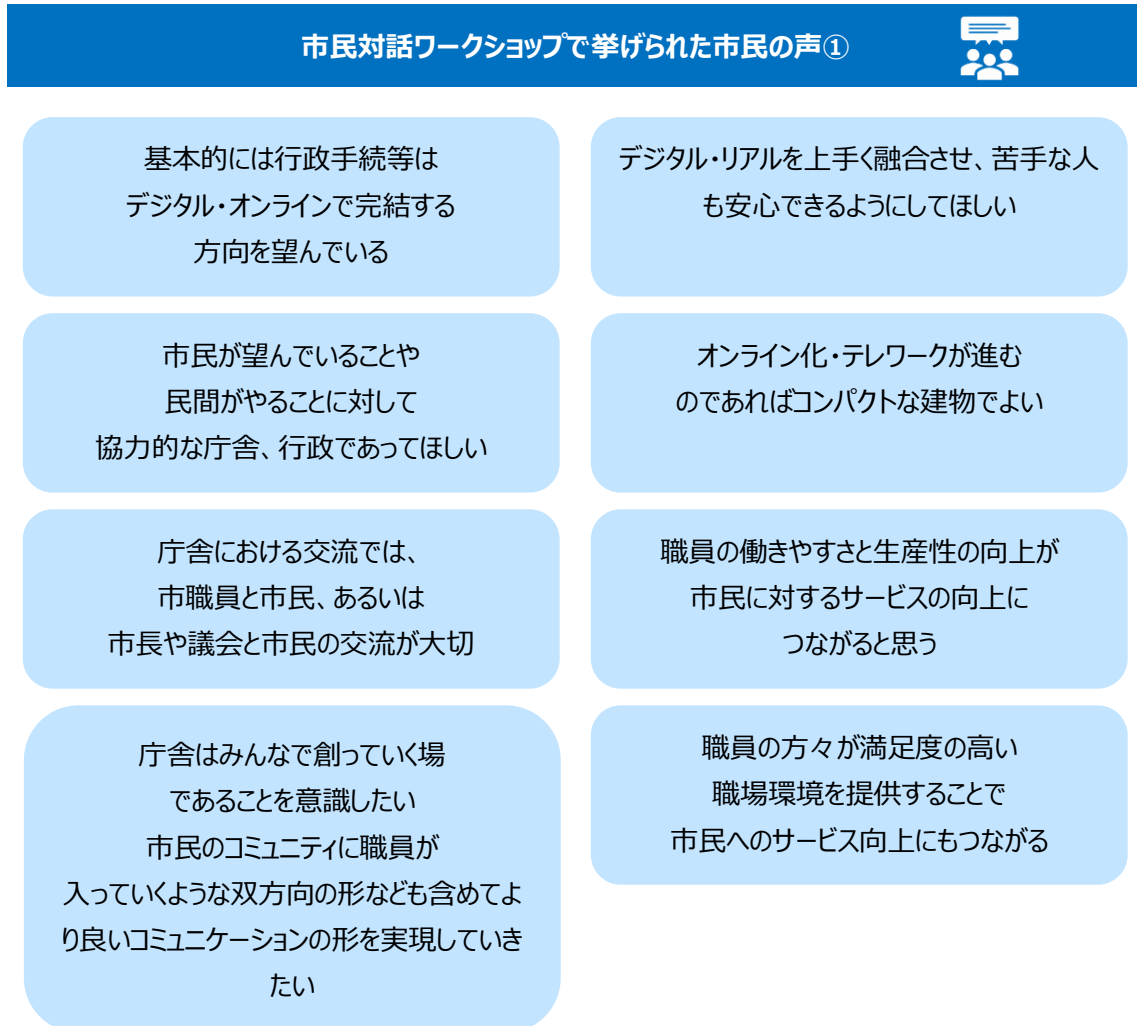 市民対話ワークショップで挙げられた市民の声①
基本的には行政手続等は
デジタル・オンラインで完結する
方向を望んでいる
デジタル・リアルを上手く融合させ、苦手な人
も安心できるようにしてほしい
市民が望んでいることや
民間がやることに対して
協力的な庁舎、行政であってほしい
オンライン化・テレワークが進む
のであればコンパクトな建物でよい
庁舎における交流では、
市職員と市民、あるいは
市長や議会と市民の交流が大切
職員の働きやすさと生産性の向上が
市民に対するサービスの向上に
つながると思う
庁舎はみんなで創っていく場
であることを意識したい
市民のコミュニティに職員が
入っていくような双方向の形なども含めてよ
り良いコミュニケーションの形を実現していき
たい
職員の方々が満足度の高い
職場環境を提供することで
市民へのサービス向上にもつながる